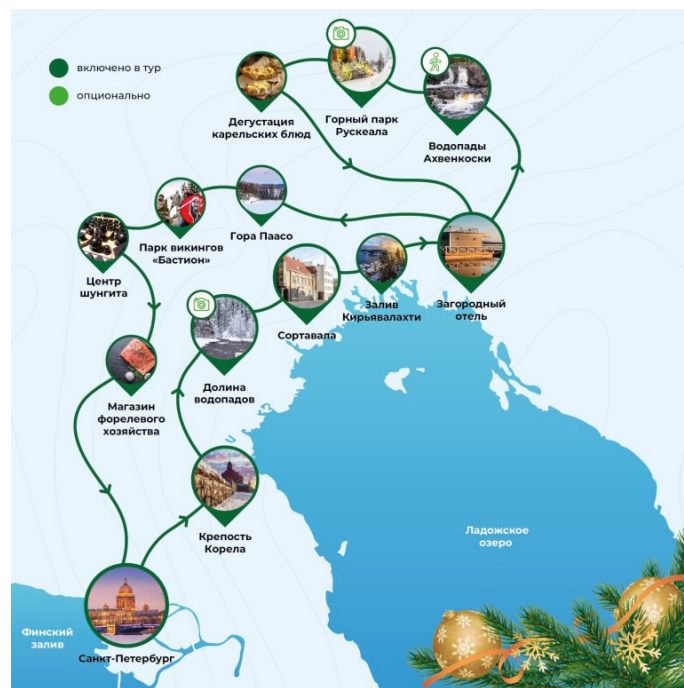 включено в тур
опционально
Дегустация
карельских блюд
Горный парк
Рускеала
Водопады
Ахвенкоски
Гора Паасо
Парк викингов
«Бастион»
Центр
шунгита
Сортавала
Залив
Кирьявалахти
Загородный
отель
Долина
водопадов
Магазин
форелевого
хозяйства
Крепость
Корела
Ладожское
озеро
Финский
залив
Санкт-Петербург